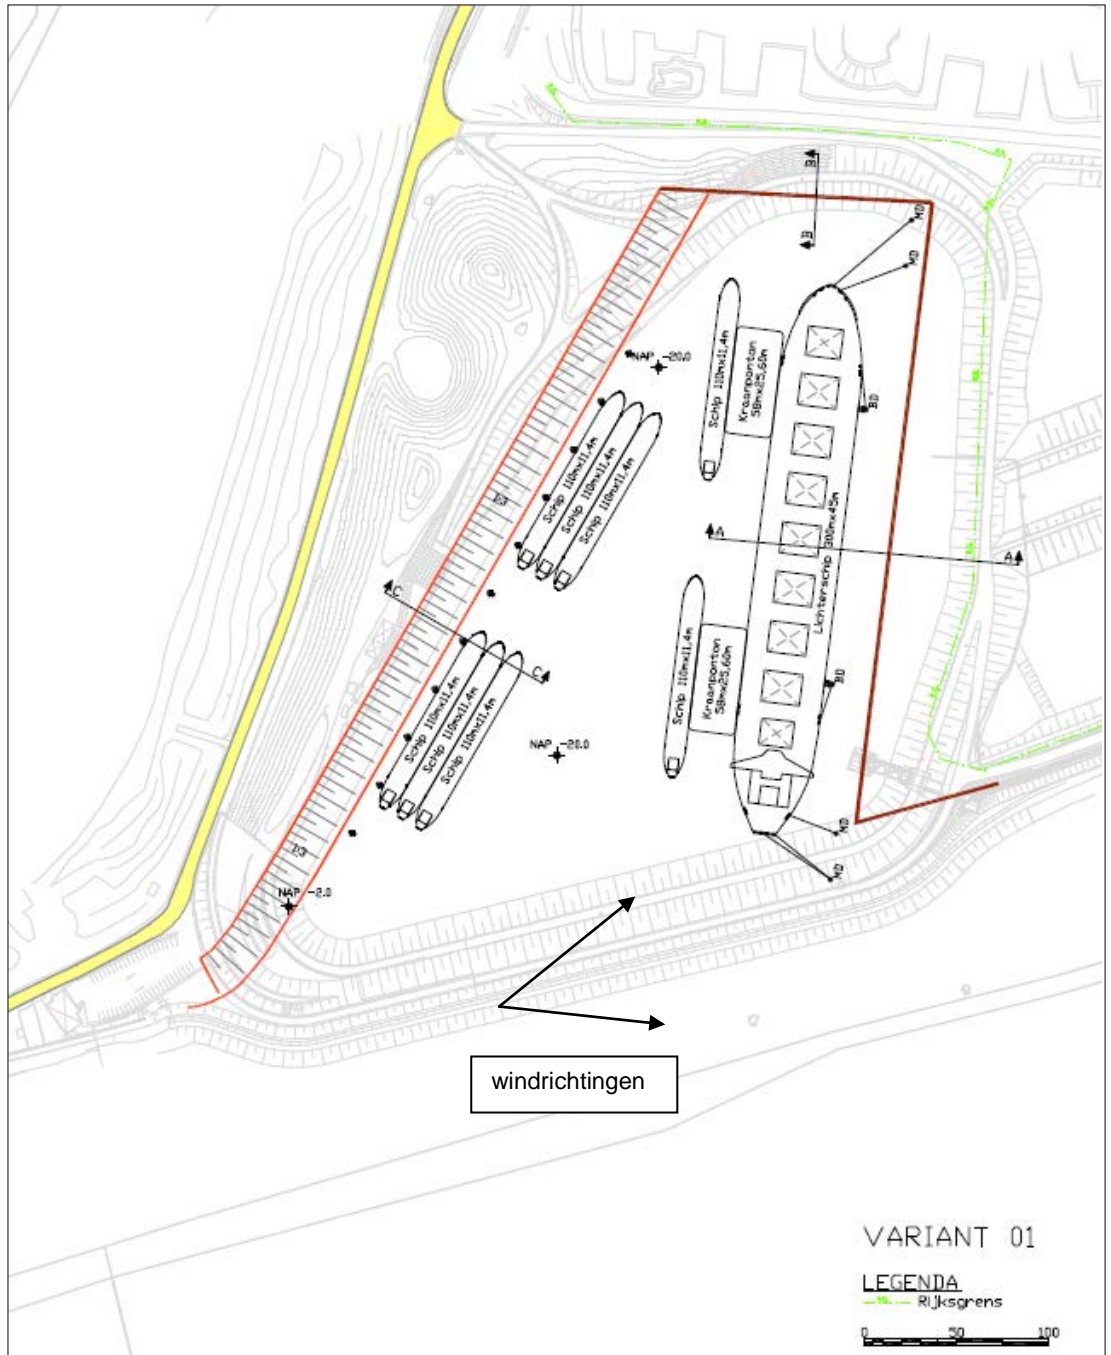 B
B
MD
MD
NAP -20.0
Schip 110mx11.4m
Kraanponton
58mx25.60m
BD
Schip 110mx11.4m
Schip 110mx11.4m
Schip 110mx11.4m
A
A
Lichterschip 300mx45m
C
C
Schip 110mx11.4m
Kraanponton
58mx25.60m
BD
Schip 110mx11.4m
Schip 110mx11.4m
Schip 110mx11.4m
NAP -20.0
MD
MD
NAP -2.0
windrichtingen
VARIANT 01
LEGENDA
Rijksgrens
0 50 100